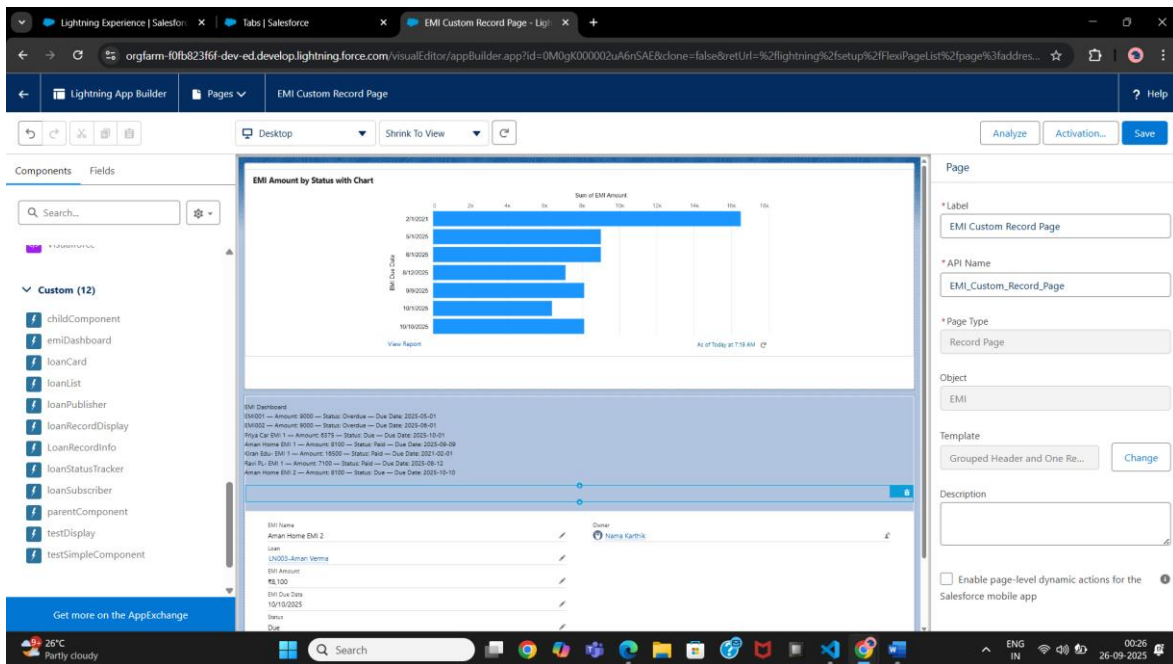 Lightning Experience | Salesforc
Tabs | Salesforce
EMI Custom Record Page - Ligh
orgfarm-f0fb823f6f-dev-ed.develop.lightning.force.com/visualEditor/appBuilder.app?id=0M0gK000002uA6nSAE&clone=false&retUrl=%2flightning%2fsetup%2fFlexiPageList%2fpage%3faddres...
Lightning App Builder
Pages
EMI Custom Record Page
? Help
Desktop
Shrink To View
Analyze
Activation...
Save
Components
Fields
Search...
Custom (12)
childComponent
emiDashboard
loanCard
loanList
loanPublisher
loanRecordDisplay
LoanRecordInfo
loanStatusTracker
loanSubscriber
parentComponent
testDisplay
testSimpleComponent
Get more on the AppExchange
EMI Amount by Status with Chart
Sum of EMI Amount
0 2k 4k 6k 8k 10k 12k 14k 16k 18k
EMI Due Date
2/1/2021
5/1/2025
8/12/2025
9/9/2025
10/1/2025
10/10/2025
View Report
As of Today at 7:19 AM
EMI Dashboard
EMI001 — Amount: 9000 — Status: Overdue — Due Date: 2025-05-01
EMI002 — Amount: 9000 — Status: Overdue — Due Date:
Priya Car EMI 1 — Amount: 6375 — Status: Due — Due Date: 2025-10-01
Aman Home EMI 1 — Amount: 8100 — Status: Paid — Due Date: 2025-09-09
Kiran Edu- EMI 1 — Amount: 16500 — Status: Paid — Due Date: 2021-02-01
Ravi PL- EMI 1 — Amount: 7100 — Status: Paid — Due Date: 2025-08-12
Aman Home EMI 2 — Amount: 8100 — Status: Due — Due Date: 2025-10-10
EMI Name
Aman Home EMI 2
Owner
Nama Karthik
Loan
LN003-Aman Verma
EMI Amount
₹8,100
EMI Due Date
10/10/2025
Status
Due
Page
*Label
EMI Custom Record Page
*API Name
EMI_Custom_Record_Page
*Page Type
Record Page
Object
EMI
Template
Grouped Header and One Re...
Change
Description
Enable page-level dynamic actions for the
Salesforce mobile app
9+
26°C
Partly cloudy
Search
ENG
IN
00:26
26-09-2025